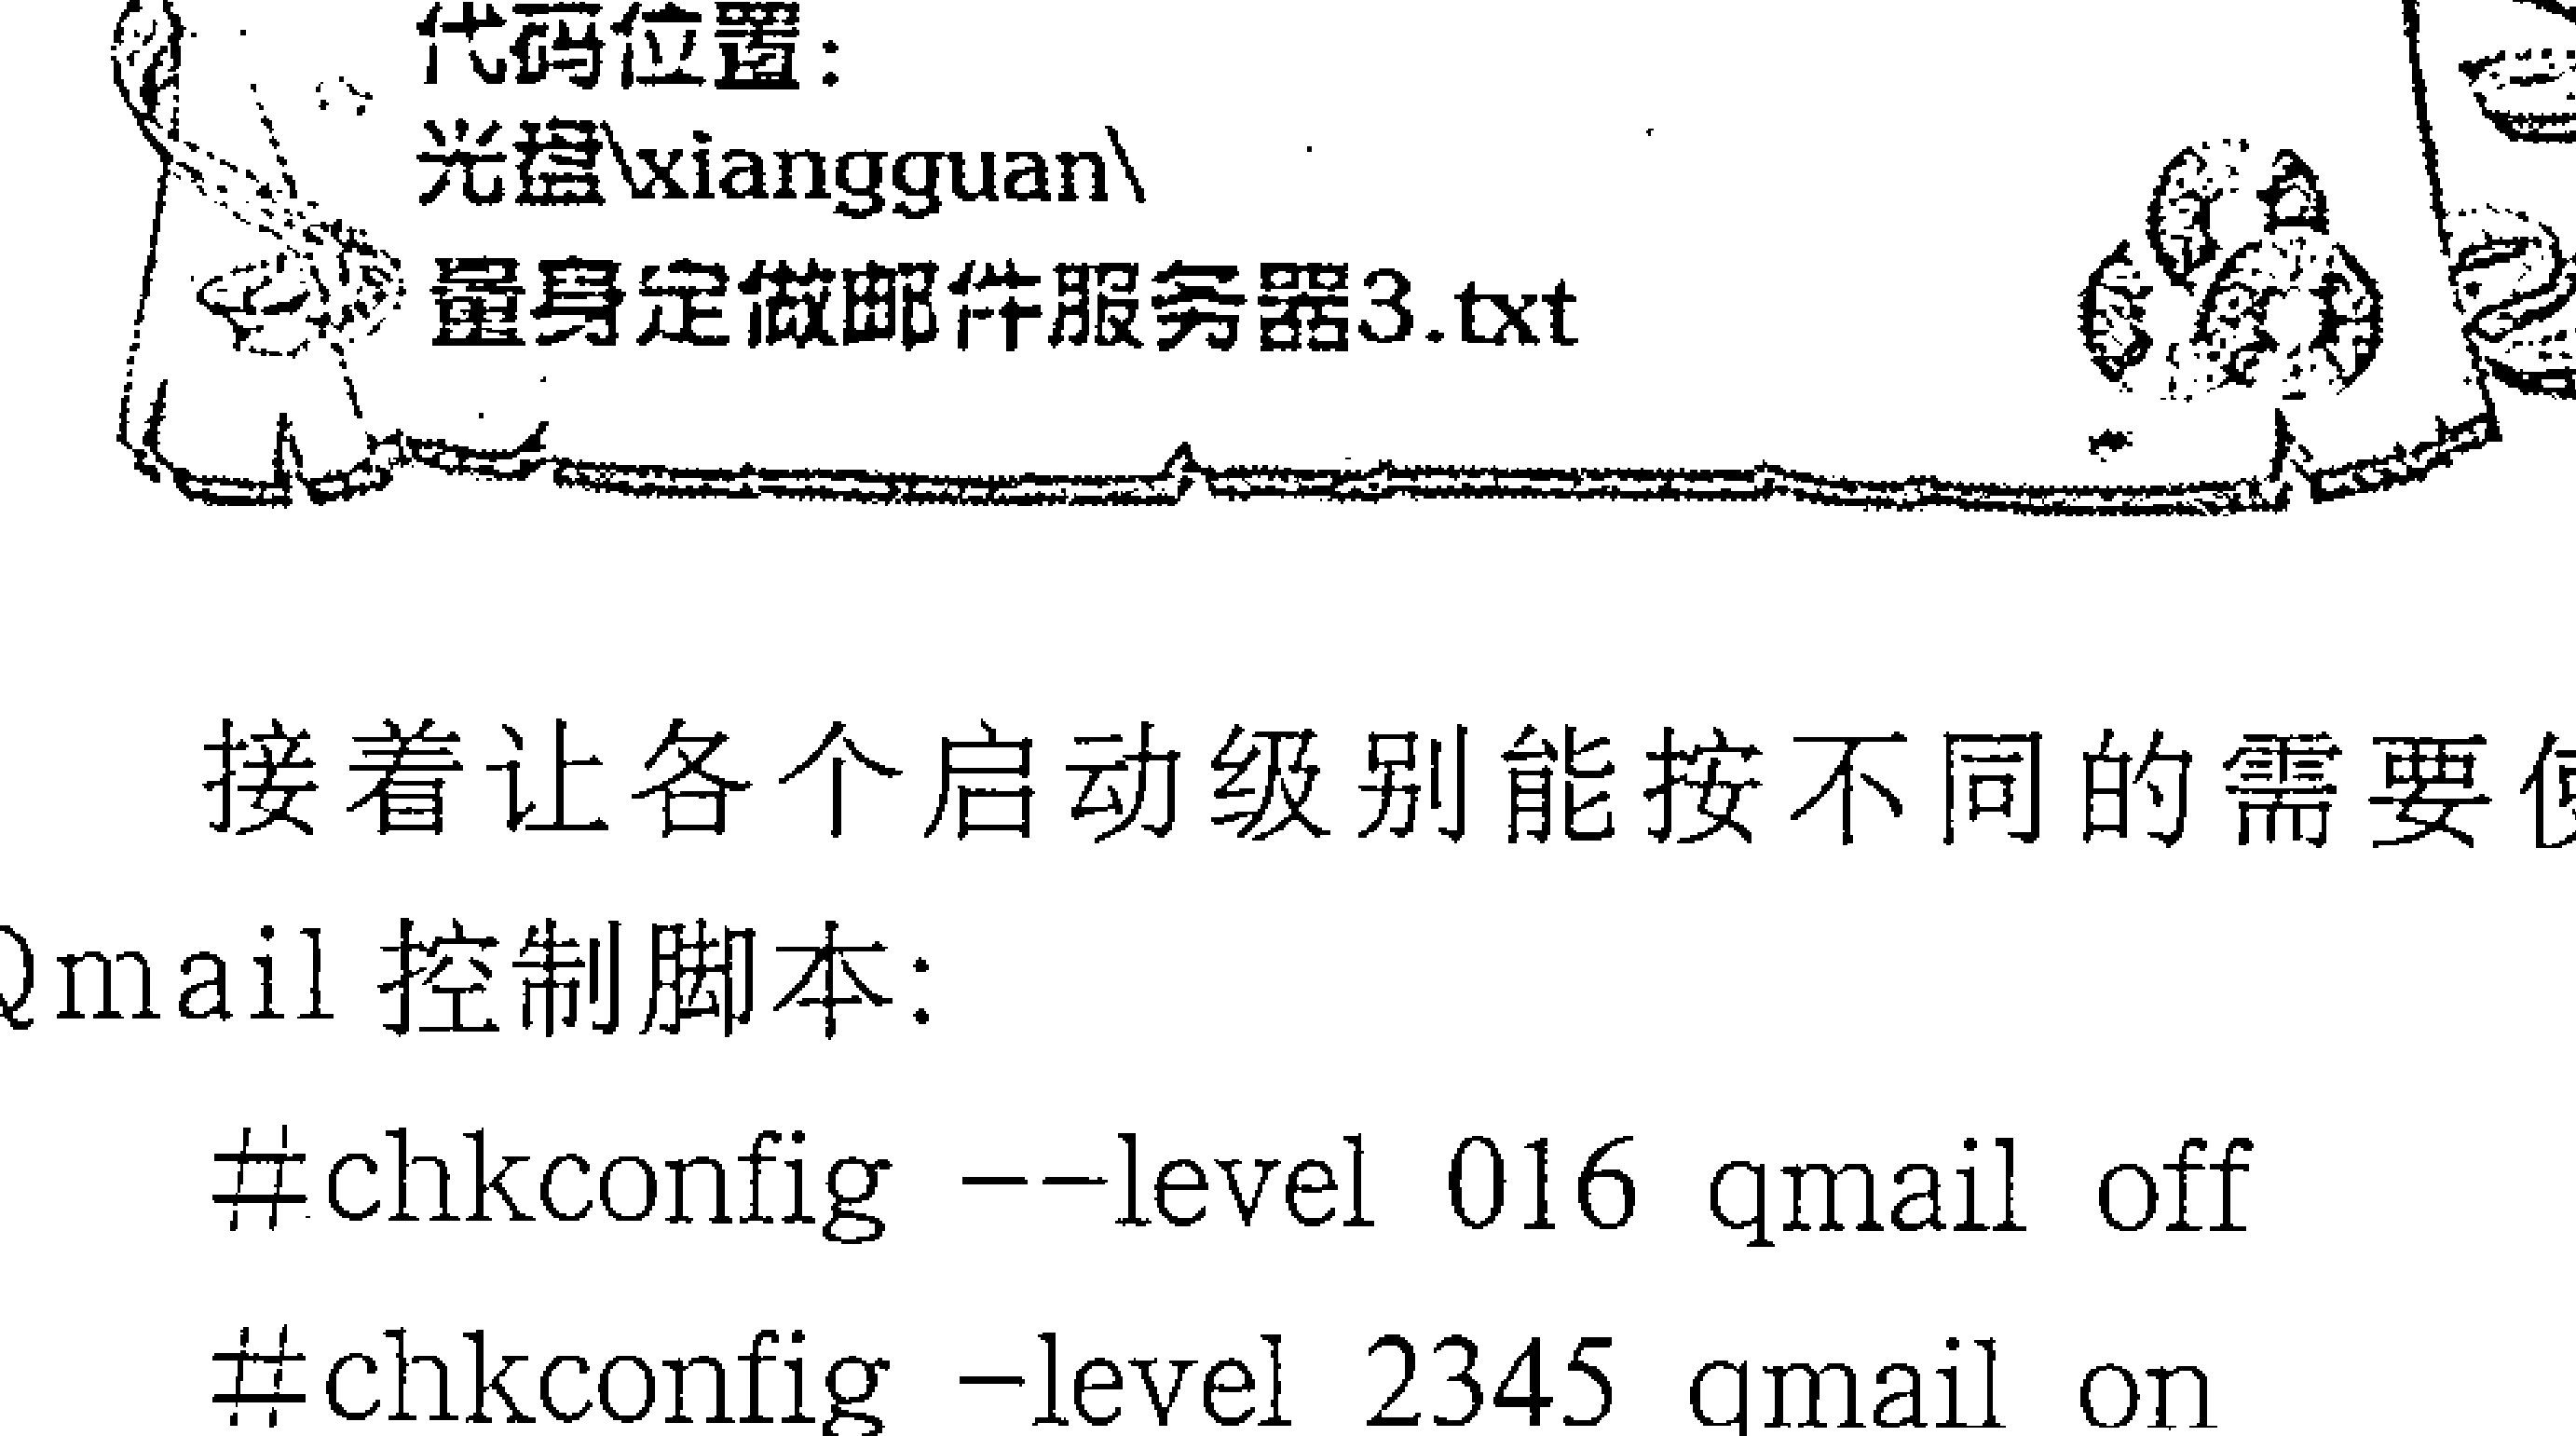 代码位置:
光盘\xiangguan\
量身定做邮件服务器3.txt
接着让各个启动级别能按不同的需要使
Qmail 控制脚本:
#chkconfig --level 016 qmail off
#chkconfig -level 2345 qmail on